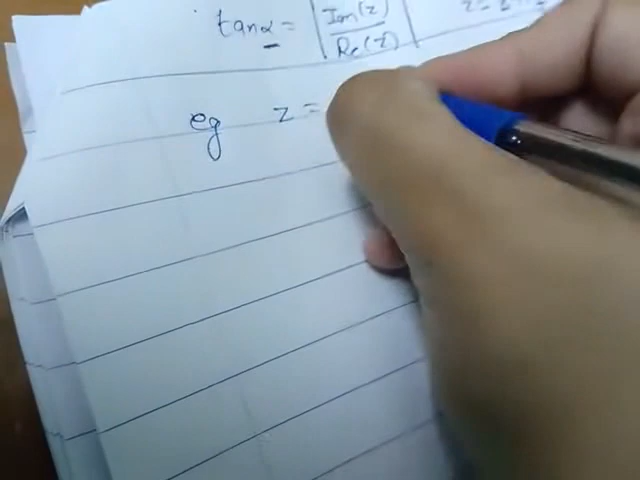 tanα = |Im(z)/Re(z)|
eg z =